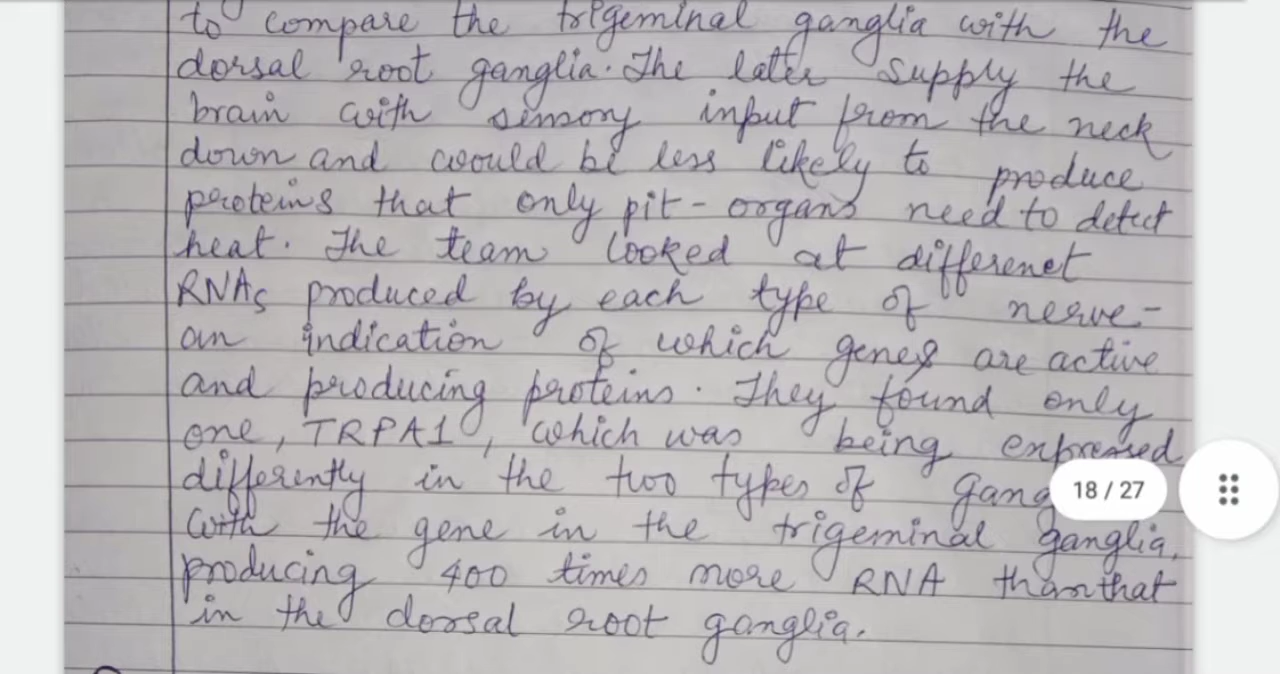 to compare the trigeminal ganglia with the
dorsal root ganglia. The later supply the
brain with sensory input from the neck
down and would be less likely to produce
proteins that only pit-organs need to detect
heat. The team looked at differenet
RNAs produced by each type of nerve-
an indication of which genes are active
and producing proteins. They found only
one, TRPA1, which was being expressed
differently in the two types of gang
18 / 27
with the gene in the trigeminal ganglia,
producing 400 times more RNA than that
in the dorsal root ganglia.